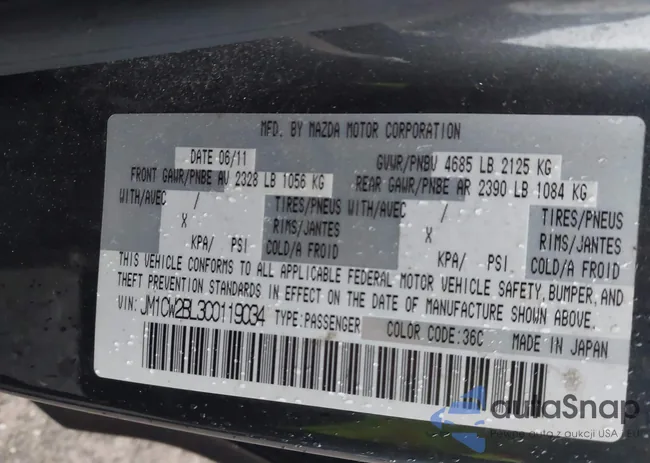 MFD. BY MAZDA MOTOR CORPORATION
DATE 06/11 GVWR/PNBV 4685 LB 2125 KG
FRONT GAWR/PNBE AV 2328 LB 1056 KG REAR GAWR/PNBE AR 2390 LB 1084 KG
WITH/AVEC / TIRES/PNEUS WITH/AVEC / TIRES/PNEUS
X RIMS/JANTES X RIMS/JANTES
KPA/ PSI COLD/A FROID KPA/ PSI COLD/A FROID
THIS VEHICLE CONFORMS TO ALL APPLICABLE FEDERAL MOTOR VEHICLE SAFETY, BUMPER, AND
THEFT PREVENTION STANDARDS IN EFFECT ON THE DATE OF MANUFACTURE SHOWN ABOVE.
VIN: JM1CW2BL3C0119034 TYPE:PASSENGER COLOR CODE:36C MADE IN JAPAN
autaSnap
auta z aukcji USA